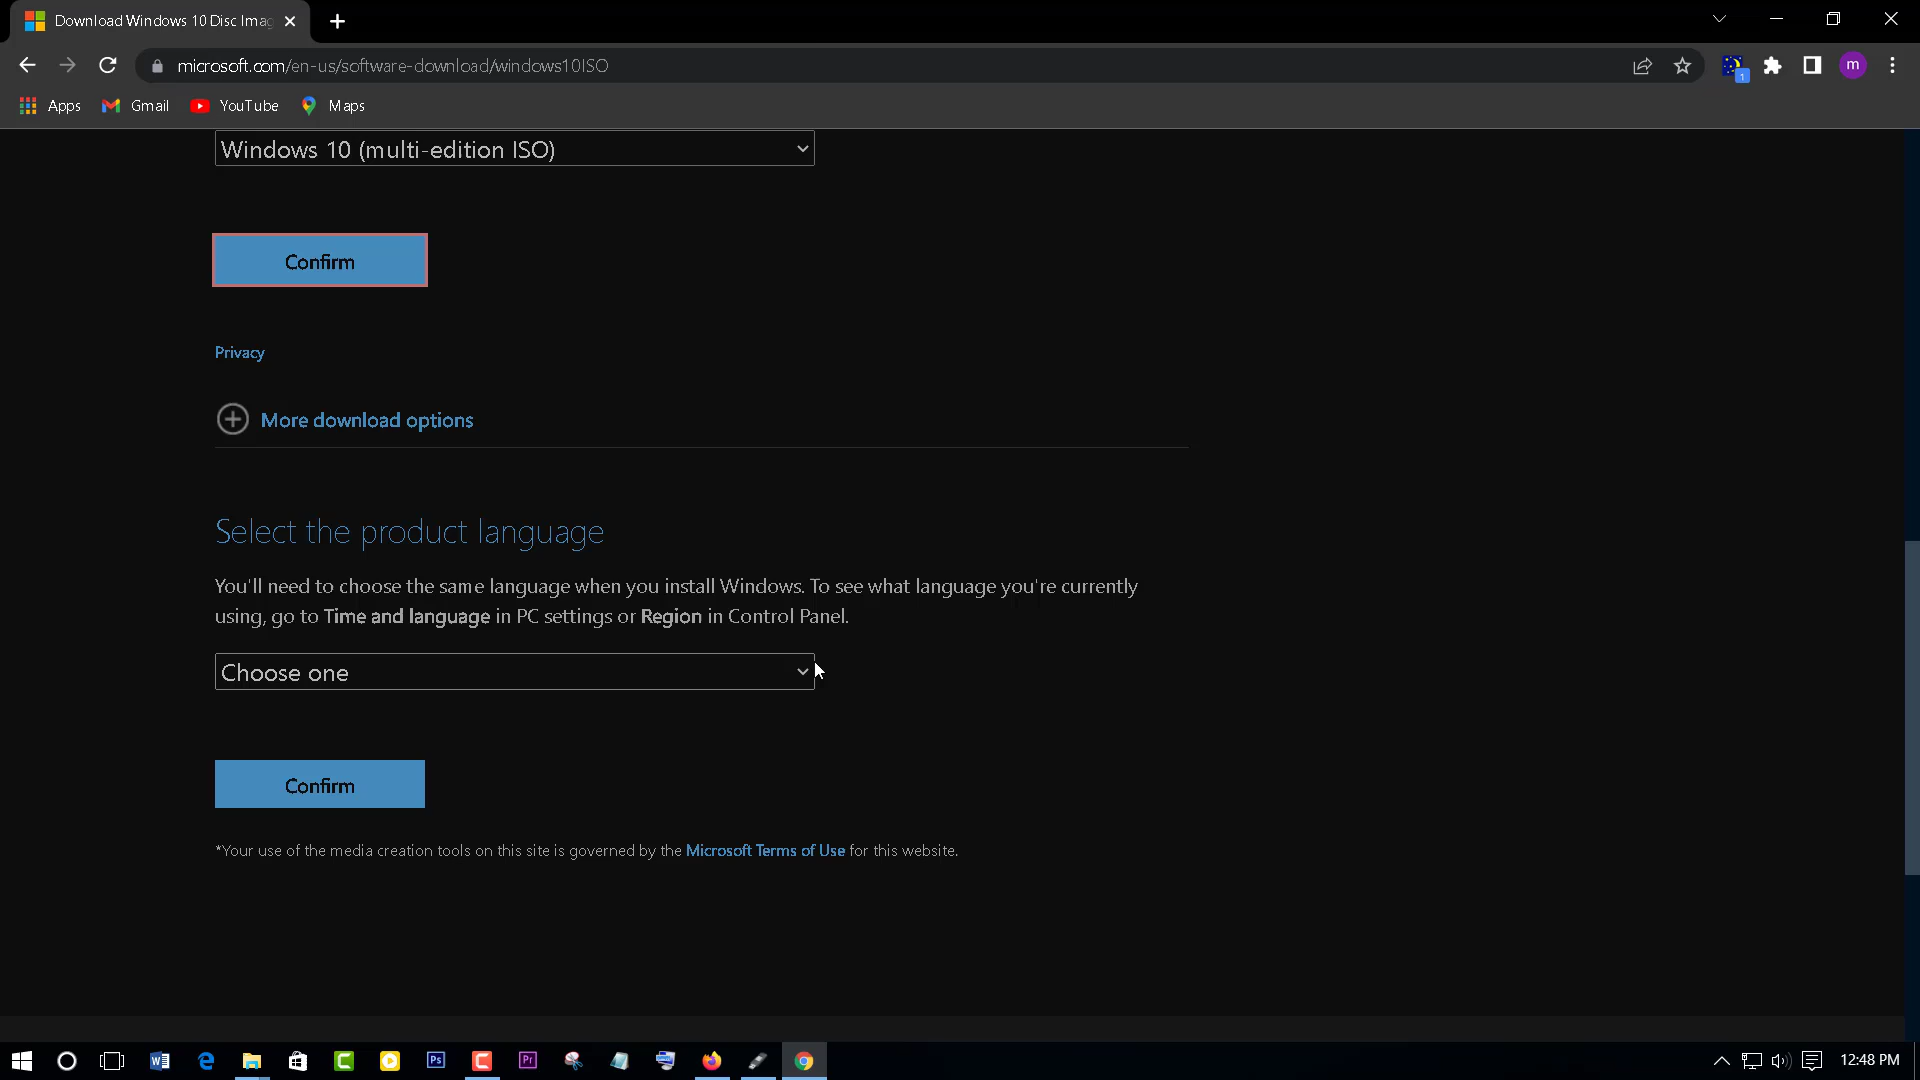 Download Windows 10 Disc Imag
microsoft.com/en-us/software-download/windows10ISO
m
1
Apps Gmail YouTube Maps
Windows 10 (multi-edition ISO)
Confirm
Privacy
More download options
Select the product language
You'll need to choose the same language when you install Windows. To see what language you're currently
using, go to Time and language in PC settings or Region in Control Panel.
Choose one
Confirm
*Your use of the media creation tools on this site is governed by the Microsoft Terms of Use for this website.
Ps
Pr
12:48 PM